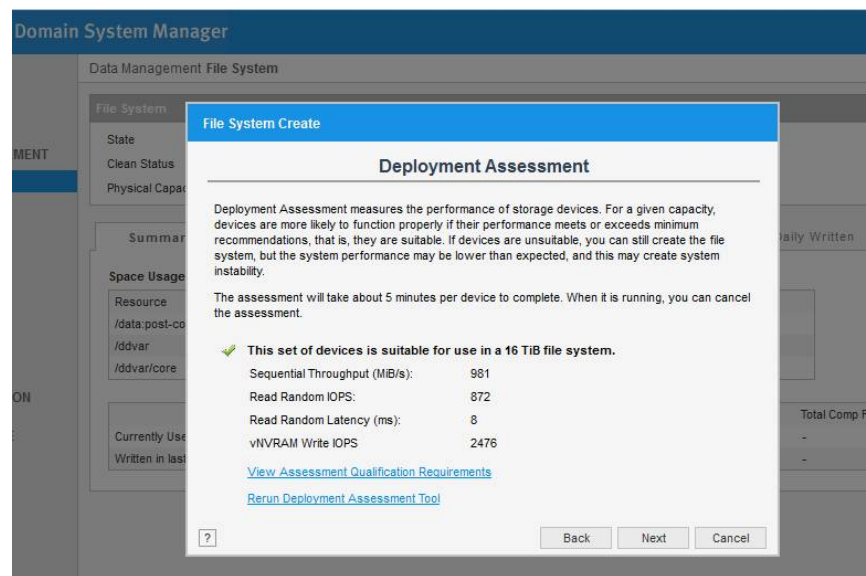 Domain System Manager
Data Management File System
File System
State
MENT
Clean Status
Physical Capac
Summar
Daily Written
Space Usage
Resource
/data:post-co
/ddvar
/ddvar/core
ON
Total Comp F
Currently Use
-
Written in last
-
File System Create
Deployment Assessment
Deployment Assessment measures the performance of storage devices. For a given capacity,
devices are more likely to function properly if their performance meets or exceeds minimum
recommendations, that is, they are suitable. If devices are unsuitable, you can still create the file
system, but the system performance may be lower than expected, and this may create system
instability.
The assessment will take about 5 minutes per device to complete. When it is running, you can cancel
the assessment.
This set of devices is suitable for use in a 16 TiB file system.
Sequential Throughput (MiB/s): 981
Read Random IOPS: 872
Read Random Latency (ms): 8
vNVRAM Write IOPS 2476
View Assessment Qualification Requirements
Rerun Deployment Assessment Tool
? Back Next Cancel